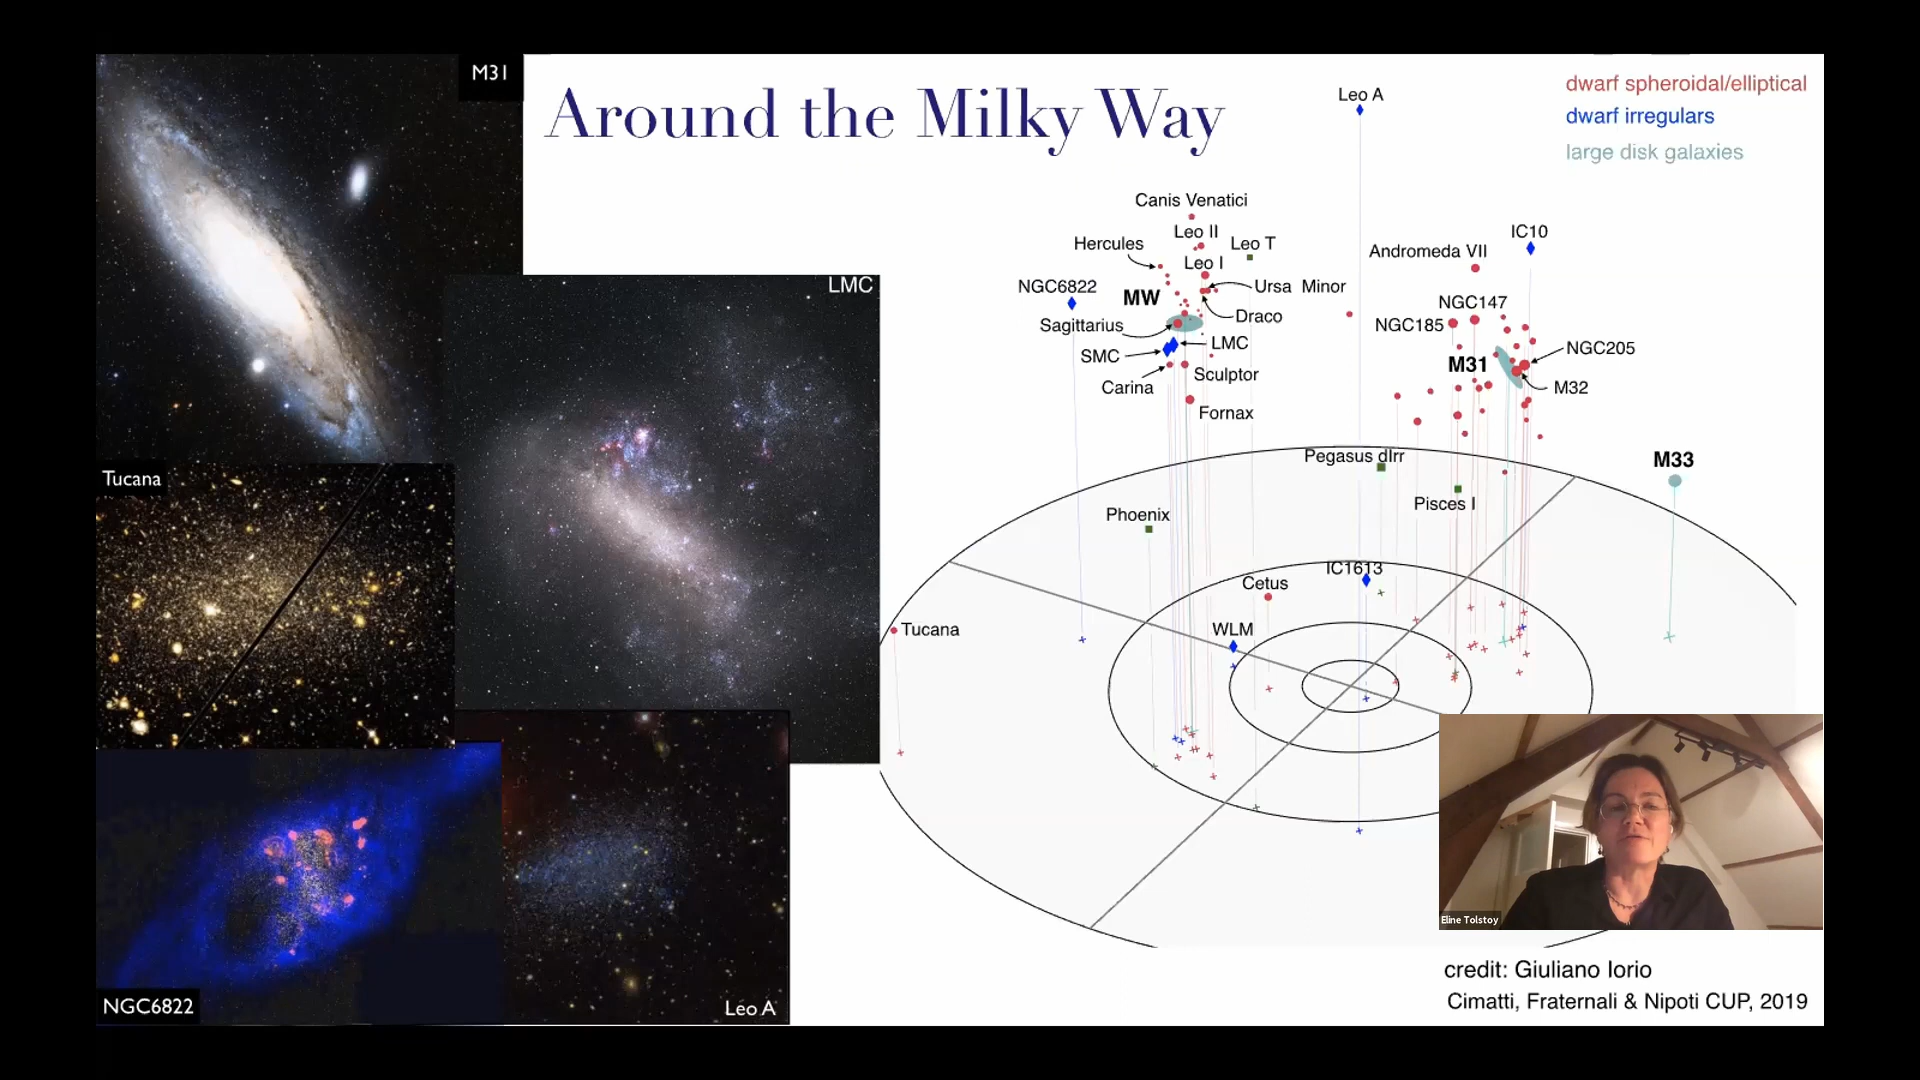 M31
Around the Milky Way
dwarf spheroidal/elliptical
dwarf irregulars
large disk galaxies
Leo A
Canis Venatici
Leo II
Hercules
Leo T
Leo I
IC10
Andromeda VII
NGC6822
MW
Ursa Minor
NGC147
Sagittarius
Draco
NGC185
SMC
LMC
NGC205
M31
Carina
Sculptor
M32
Fornax
LMC
Pegasus dIrr
M33
Tucana
Pisces I
Phoenix
IC1613
Cetus
WLM
Tucana
Eline Tolstoy
NGC6822
Leo A
credit: Giuliano Iorio
Cimatti, Fraternali & Nipoti CUP, 2019